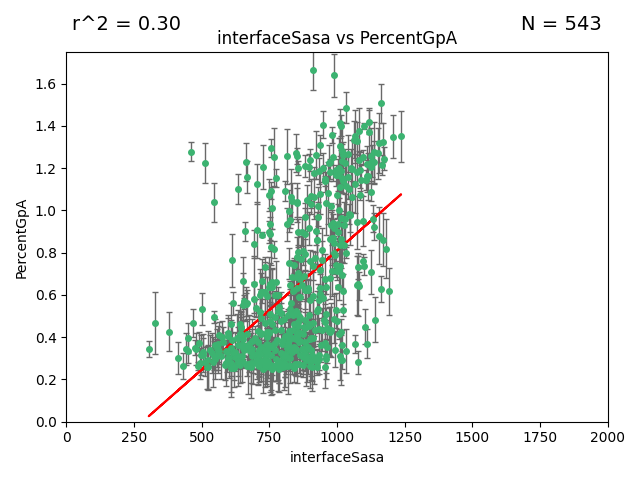 r^2 = 0.30
N = 543
interfaceSasa vs PercentGpA
PercentGpA
1.6
1.4
1.2
1.0
0.8
0.6
0.4
0.2
0.0
0 250 500 750 1000 1250 1500 1750 2000
interfaceSasa